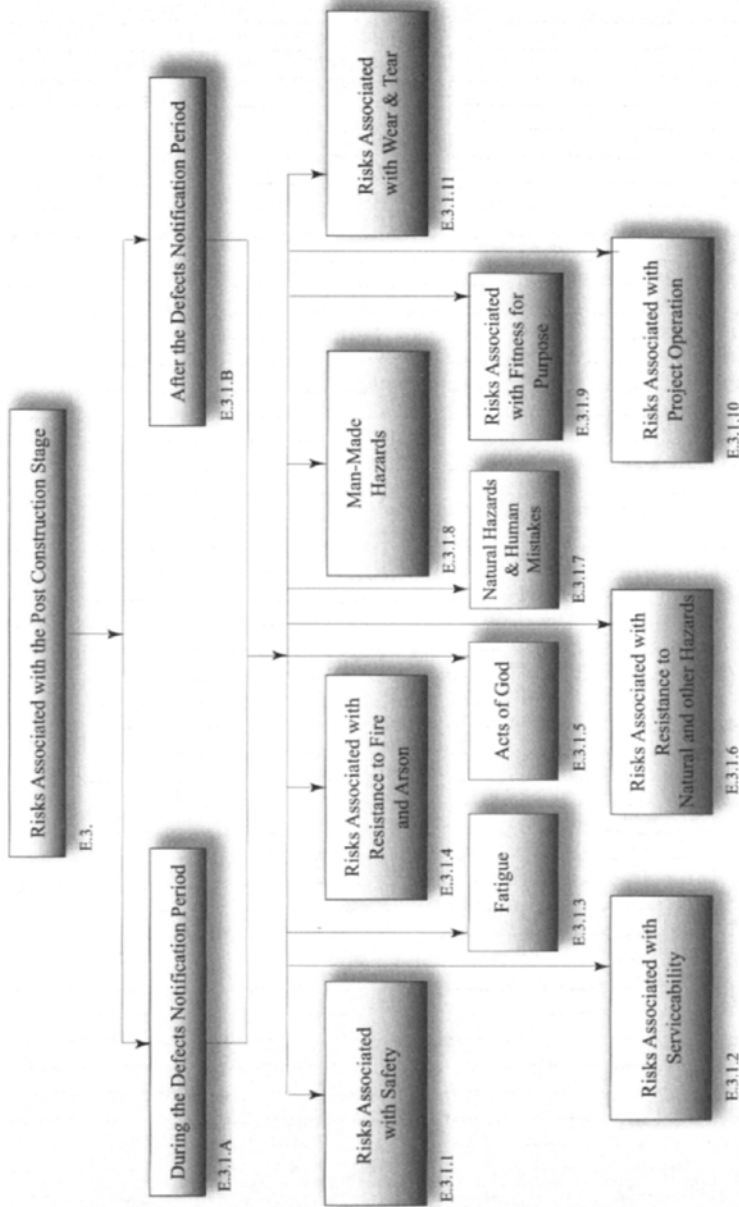 Risks Associated with the Post Construction Stage
E.3.
During the Defects Notification Period
E.3.1.A
After the Defects Notification Period
E.3.1.B
Risks Associated
with Safety
E.3.1.1
Risks Associated with
Serviceability
E.3.1.2
Fatigue
E.3.1.3
Risks Associated with
Resistance to Fire
and Arson
E.3.1.4
Acts of God
E.3.1.5
Risks Associated with
Resistance to
Natural and other Hazards
E.3.1.6
Natural Hazards
& Human
Mistakes
E.3.1.7
Man-Made
Hazards
E.3.1.8
Risks Associated
with Fitness for
Purpose
E.3.1.9
Risks Associated with
Project Operation
E.3.1.10
Risks Associated
with Wear & Tear
E.3.1.11